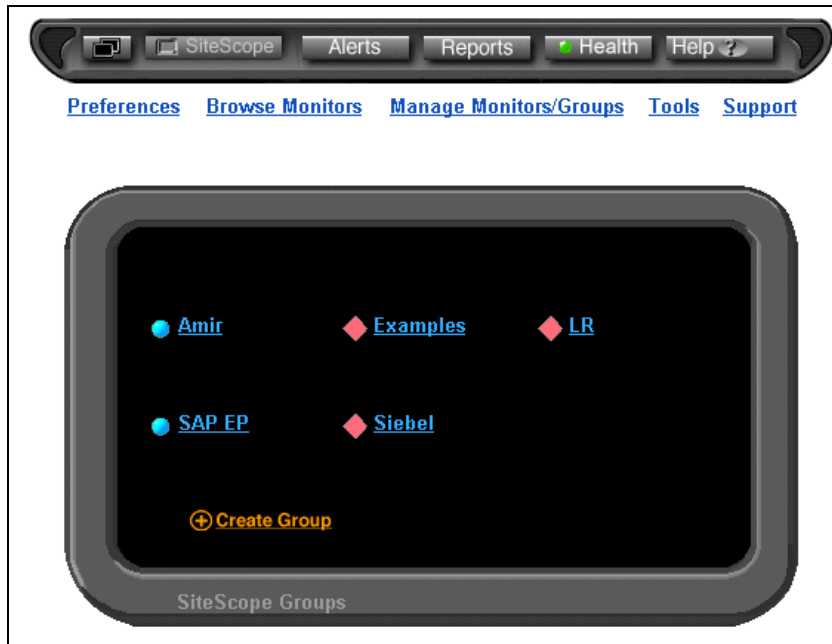 SiteScope Alerts Reports Health Help ?
Preferences Browse Monitors Manage Monitors/Groups Tools Support
Amir Examples LR
SAP EP Siebel
Create Group
SiteScope Groups